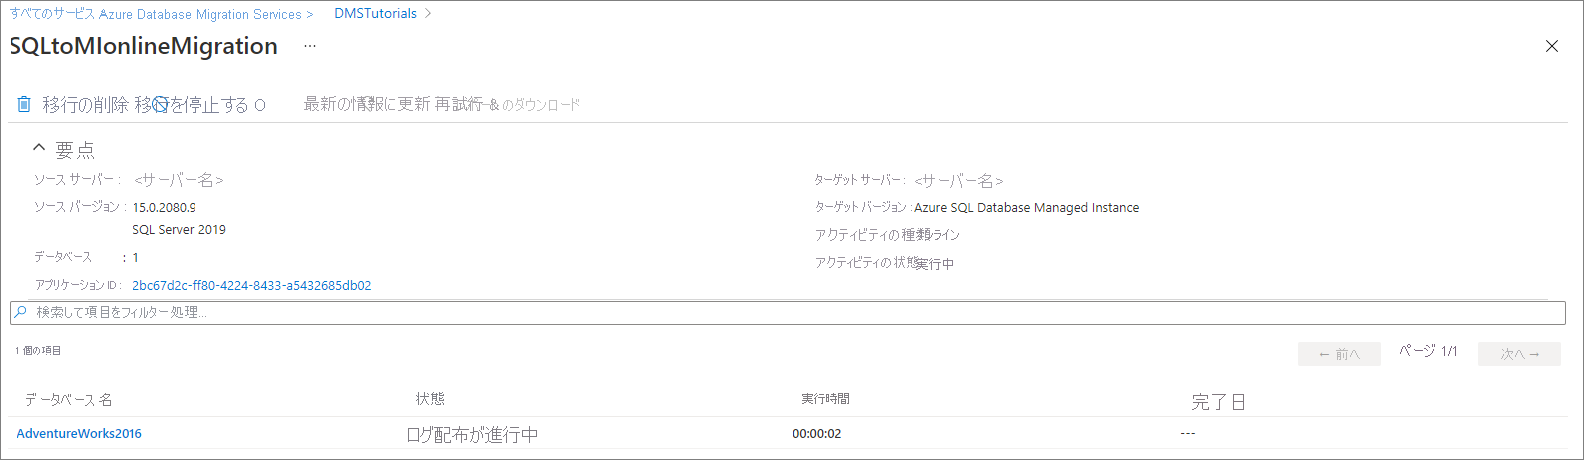 すべてのサービス Azure Database Migration Services > DMSTutorials >
SQLtoMIonlineMigration ...
移行の削除 移行を停止する 最新の情報に更新 再試行 のダウンロード
要点
ソース サーバー : <サーバー名> ターゲット サーバー : <サーバー名>
ソース バージョン : 15.0.2080.9 ターゲット バージョン : Azure SQL Database Managed Instance
SQL Server 2019 アクティビティの種類
データベース : 1 アクティビティの状態 実行中
アプリケーション ID : 2bc67d2c-ff80-4224-8433-a5432685db02
検索して項目をフィルター処理...
1 個の項目 ← 前へ ページ 1/1 次へ →
データベース 名 状態 実行時間 完了日
AdventureWorks2016 ログ配布が進行中 00:00:02 ---